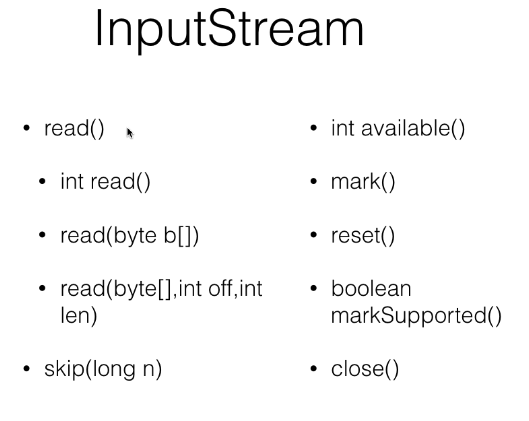 InputStream
• read()
• int read()
• read(byte b[])
• read(byte[],int off,int
len)
• skip(long n)
• int available()
• mark()
• reset()
• boolean
markSupported()
• close()